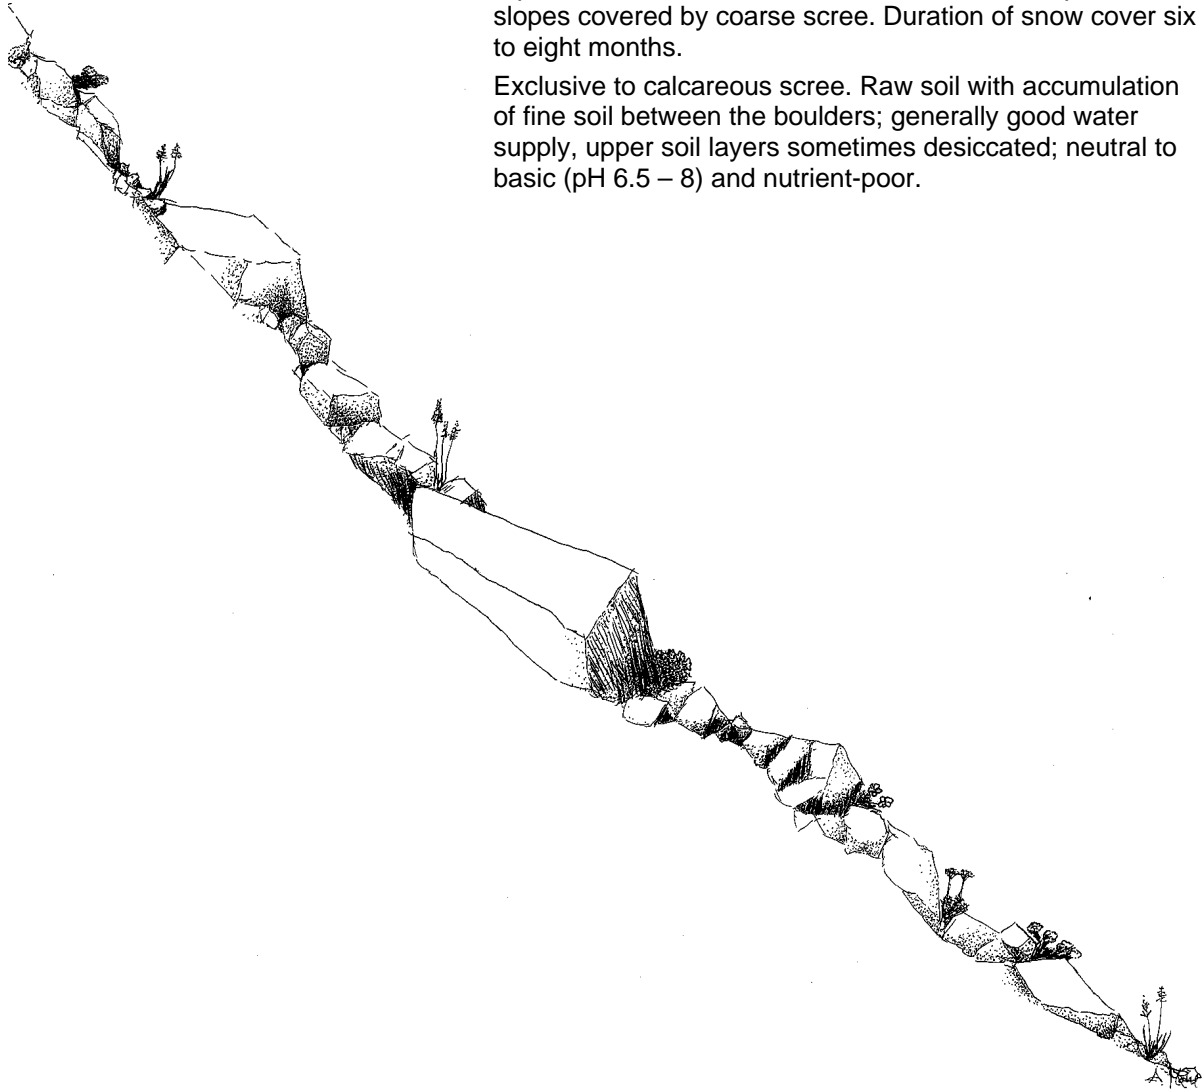 slopes covered by coarse scree. Duration of snow cover six
to eight months.
Exclusive to calcareous scree. Raw soil with accumulation
of fine soil between the boulders; generally good water
supply, upper soil layers sometimes desiccated; neutral to
basic (pH 6.5 – 8) and nutrient-poor.